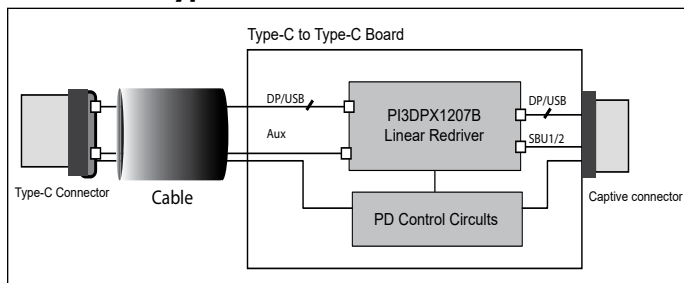 Type-C to Type-C Board
DP/USB
PI3DPX1207B
Linear Redriver
DP/USB
Aux
SBU1/2
Type-C Connector
Cable
Captive connector
PD Control Circults